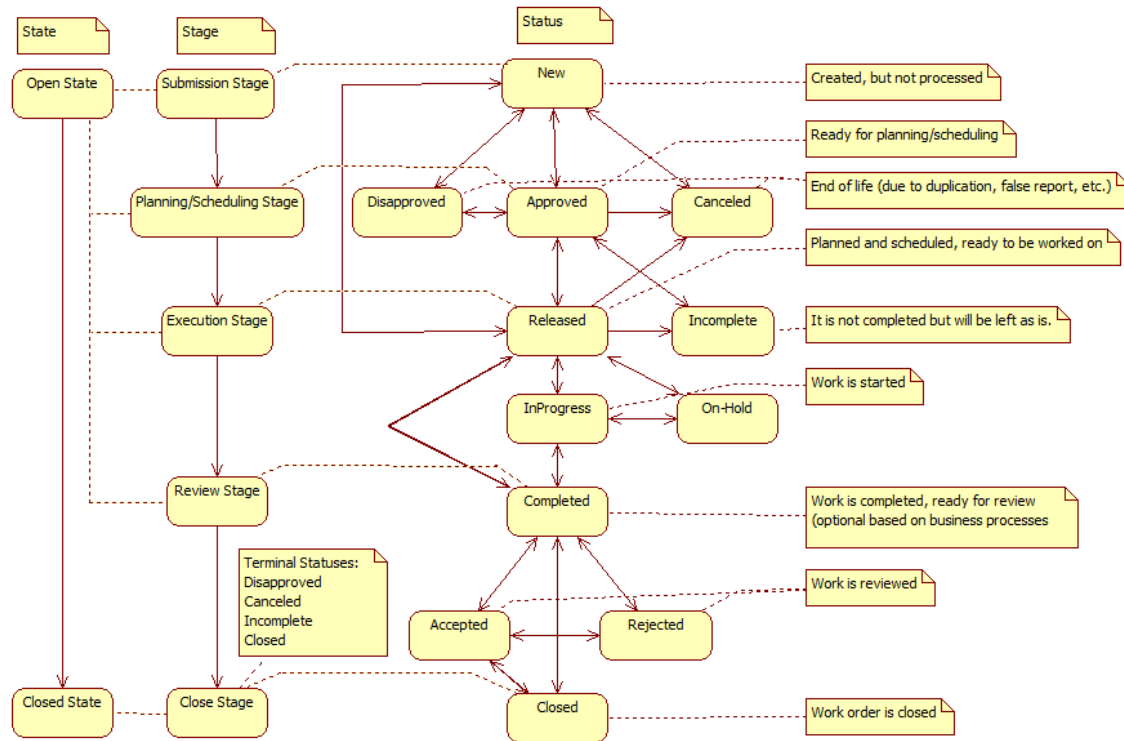 State
Stage
Status
Open State
Submission Stage
New
Created, but not processed
Ready for planning/scheduling
Planning/Scheduling Stage
Disapproved
Approved
Canceled
End of life (due to duplication, false report, etc.)
Planned and scheduled, ready to be worked on
Execution Stage
Released
Incomplete
It is not completed but will be left as is.
Work is started
InProgress
On-Hold
Review Stage
Completed
Work is completed, ready for review
(optional based on business processes
Terminal Statuses:
Disapproved
Canceled
Incomplete
Closed
Work is reviewed
Accepted
Rejected
Closed State
Close Stage
Closed
Work order is closed